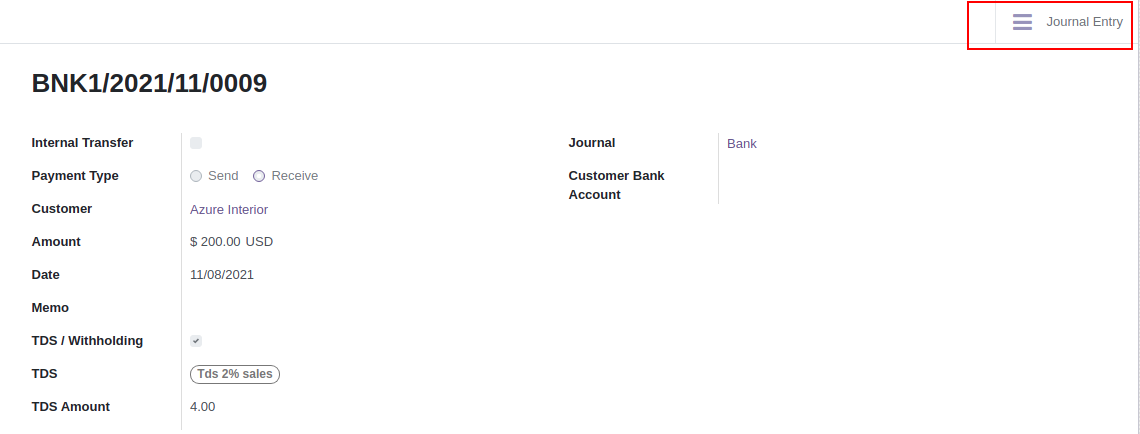 Journal Entry
BNK1/2021/11/0009
Internal Transfer
Payment Type Send Receive
Customer Azure Interior
Amount $ 200.00 USD
Date 11/08/2021
Memo
TDS / Withholding
TDS Tds 2% sales
TDS Amount 4.00
Journal Bank
Customer Bank
Account